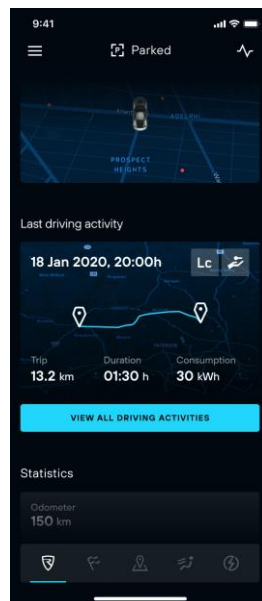 9:41
Parked
ADELPHI
PROSPECT
HEIGHTS
Last driving activity
18 Jan 2020, 20:00h
Lc
Trip
Duration
Consumption
13.2 km
01:30 h
30 kWh
VIEW ALL DRIVING ACTIVITIES
Statistics
Odometer
150 km